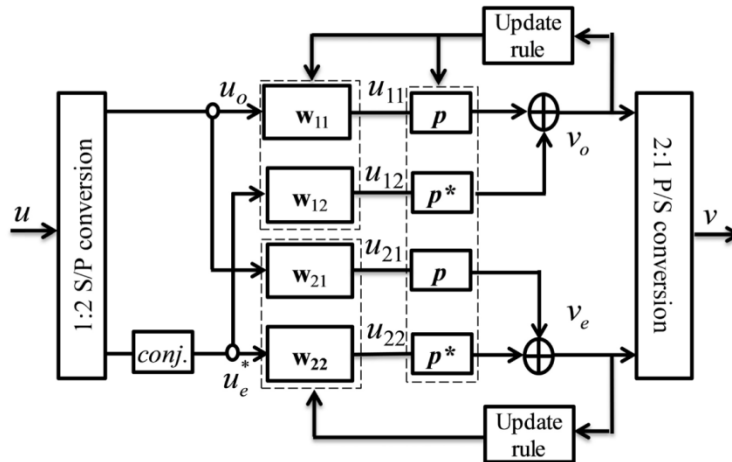 Update
rule
u_o
w₁₁
u₁₁
p
v_o
w₁₂
u₁₂
p*
u
1:2 S/P conversion
2:1 P/S conversion
v
w₂₁
u₂₁
p
v_e
conj.
u_e*
w₂₂
u₂₂
p*
Update
rule